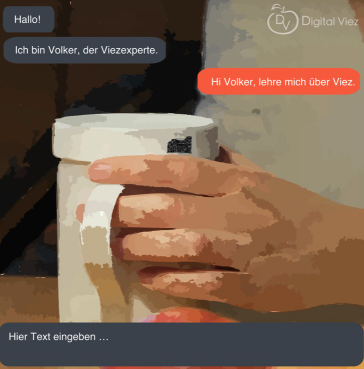 Hallo!
DV Digital Viez
Ich bin Volker, der Viezexperte.
Hi Volker, lehre mich über Viez.
Hier Text eingeben ...